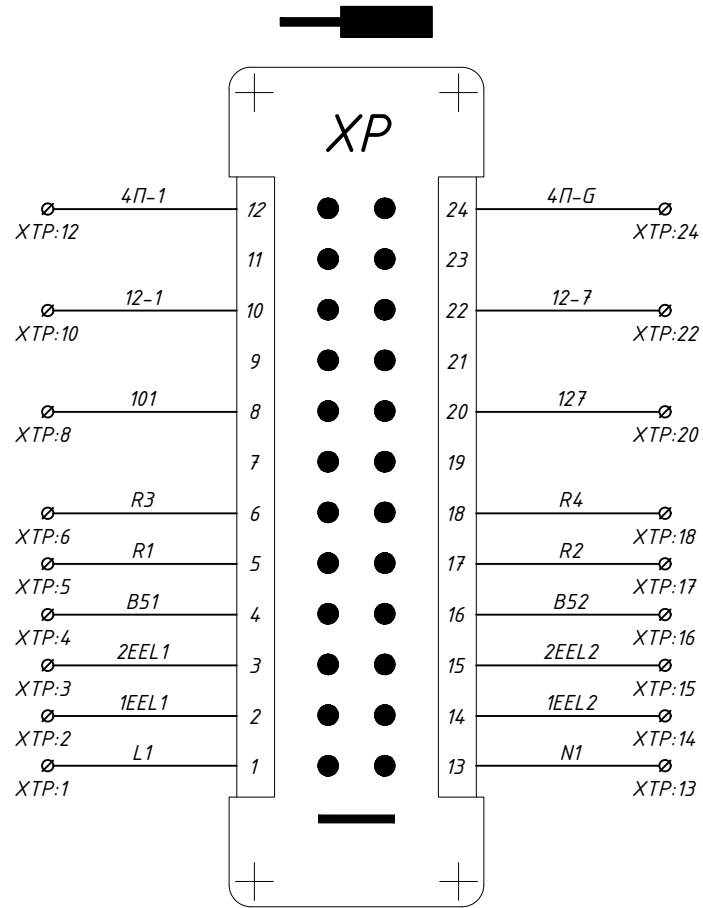 XP
4П-1 12 24 4П-G
XTP:12 XTP:24
11 23
12-1 10 22 12-7
XTP:10 XTP:22
9 21
101 8 20 127
XTP:8 XTP:20
7 19
R3 6 18 R4
XTP:6 XTP:18
R1 5 17 R2
XTP:5 XTP:17
B51 4 16 B52
XTP:4 XTP:16
2EEL1 3 15 2EEL2
XTP:3 XTP:15
1EEL1 2 14 1EEL2
XTP:2 XTP:14
L1 1 13 N1
XTP:1 XTP:13